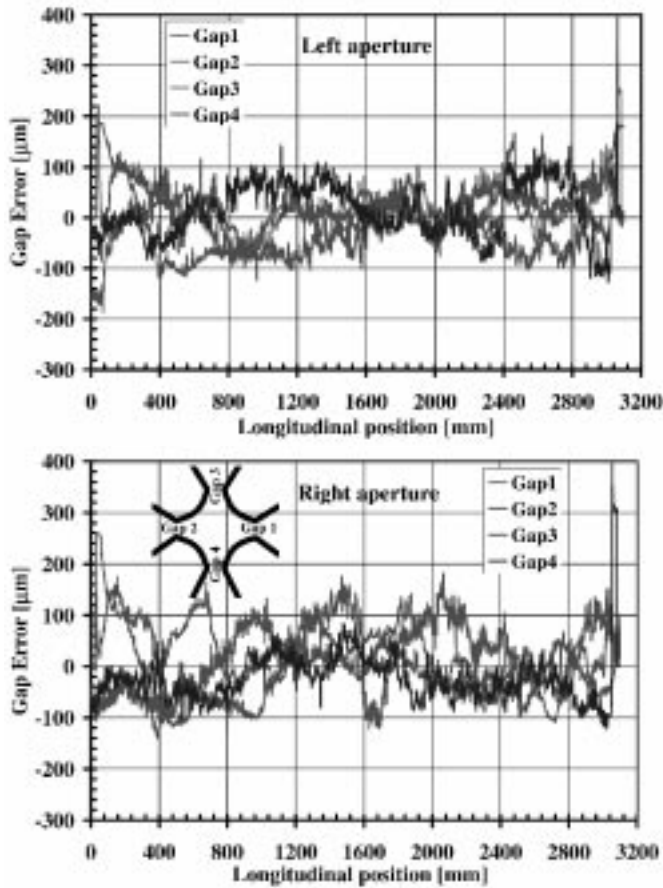 400
300
200
100
0
-100
-200
-300
Gap Error [µm]
Gap1
Gap2
Gap3
Gap4
Left aperture
0 400 800 1200 1600 2000 2400 2800 3200
Longitudinal position [mm]
400
300
200
100
0
-100
-200
-300
Gap Error [µm]
Gap 3
Gap 2
Gap 1
Gap 4
Right aperture
Gap1
Gap2
Gap3
Gap4
0 400 800 1200 1600 2000 2400 2800 3200
Longitudinal position [mm]